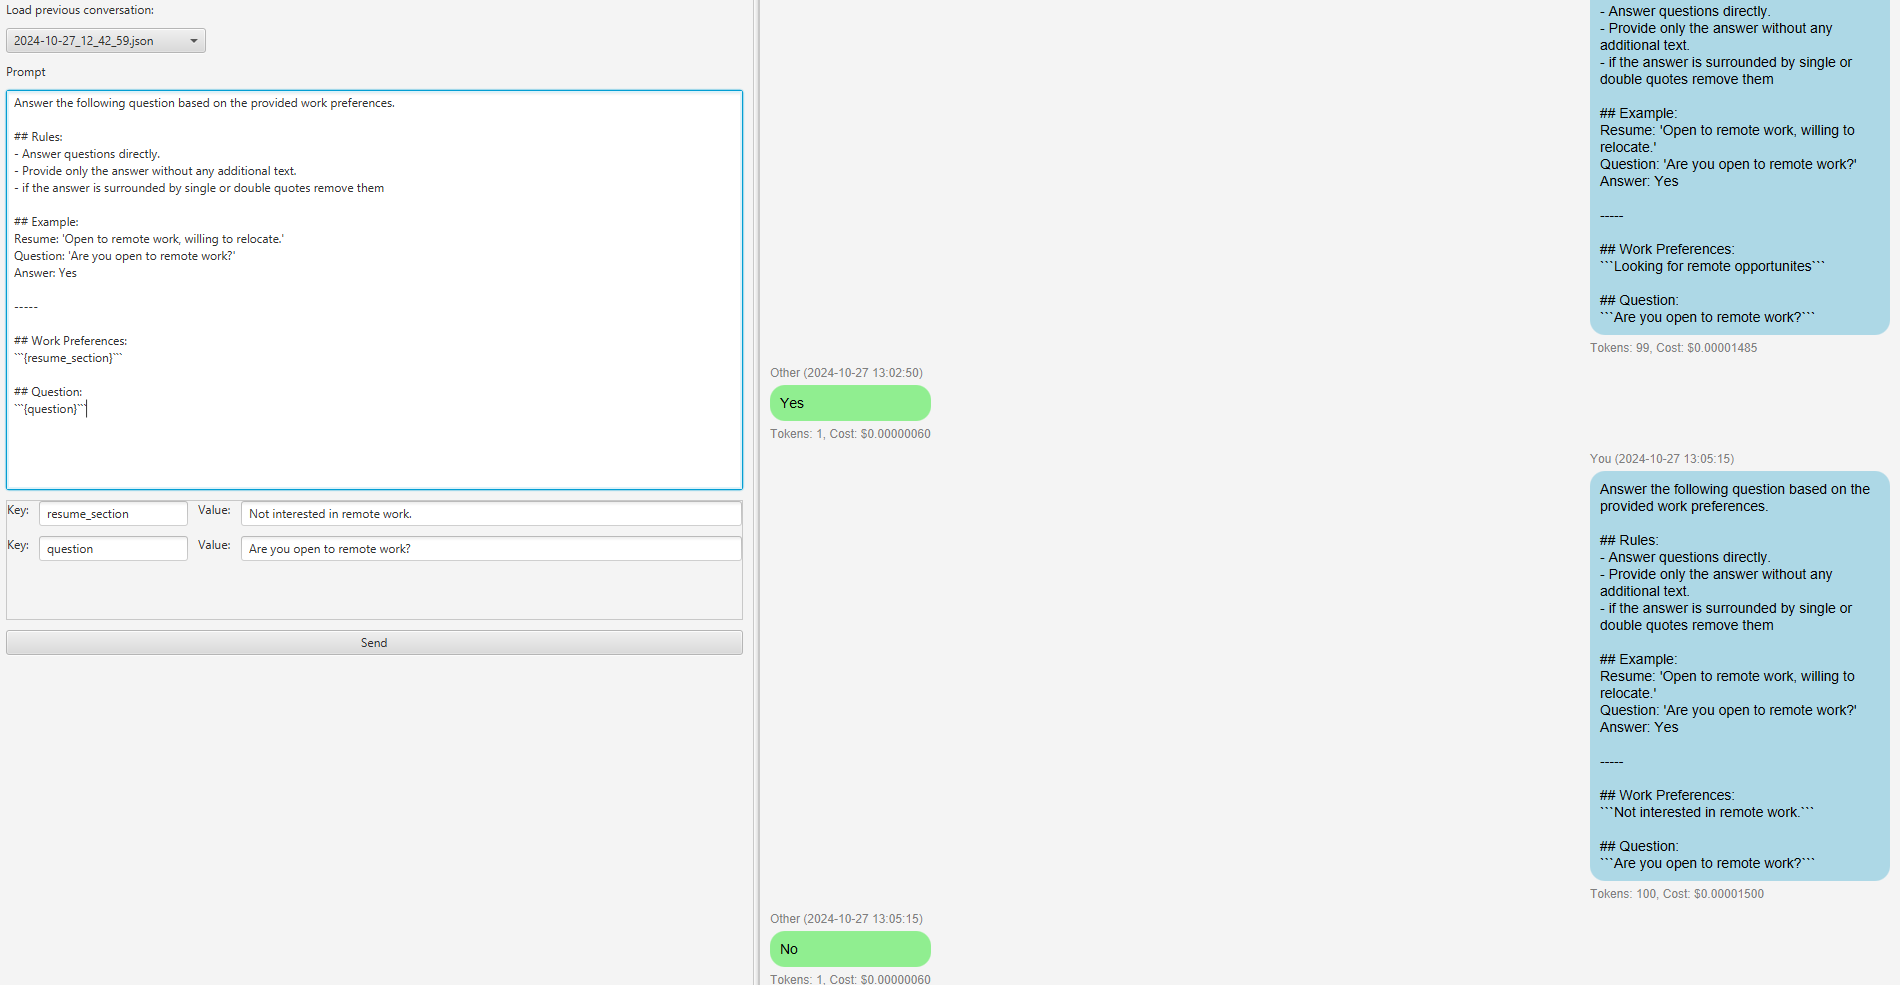 Load previous conversation:
2024-10-27_12_42_59.json
Prompt
Answer the following question based on the provided work preferences.
## Rules:
- Answer questions directly.
- Provide only the answer without any additional text.
- if the answer is surrounded by single or double quotes remove them
## Example:
Resume: 'Open to remote work, willing to relocate.'
Question: 'Are you open to remote work?'
Answer: Yes
-----
## Work Preferences:
```{resume_section}```
## Question:
```{question}```
Key: resume_section Value: Not interested in remote work.
Key: question Value: Are you open to remote work?
Send
- Answer questions directly.
- Provide only the answer without any
additional text.
- if the answer is surrounded by single or
double quotes remove them
## Example:
Resume: 'Open to remote work, willing to
relocate.'
Question: 'Are you open to remote work?'
Answer: Yes
-----
## Work Preferences:
```Looking for remote opportunites```
## Question:
```Are you open to remote work?```
Tokens: 99, Cost: $0.00001485
Other (2024-10-27 13:02:50)
Yes
Tokens: 1, Cost: $0.00000060
You (2024-10-27 13:05:15)
Answer the following question based on the
provided work preferences.
## Rules:
- Answer questions directly.
- Provide only the answer without any
additional text.
- if the answer is surrounded by single or
double quotes remove them
## Example:
Resume: 'Open to remote work, willing to
relocate.'
Question: 'Are you open to remote work?'
Answer: Yes
-----
## Work Preferences:
```Not interested in remote work.```
## Question:
```Are you open to remote work?```
Tokens: 100, Cost: $0.00001500
Other (2024-10-27 13:05:15)
No
Tokens: 1, Cost: $0.00000060